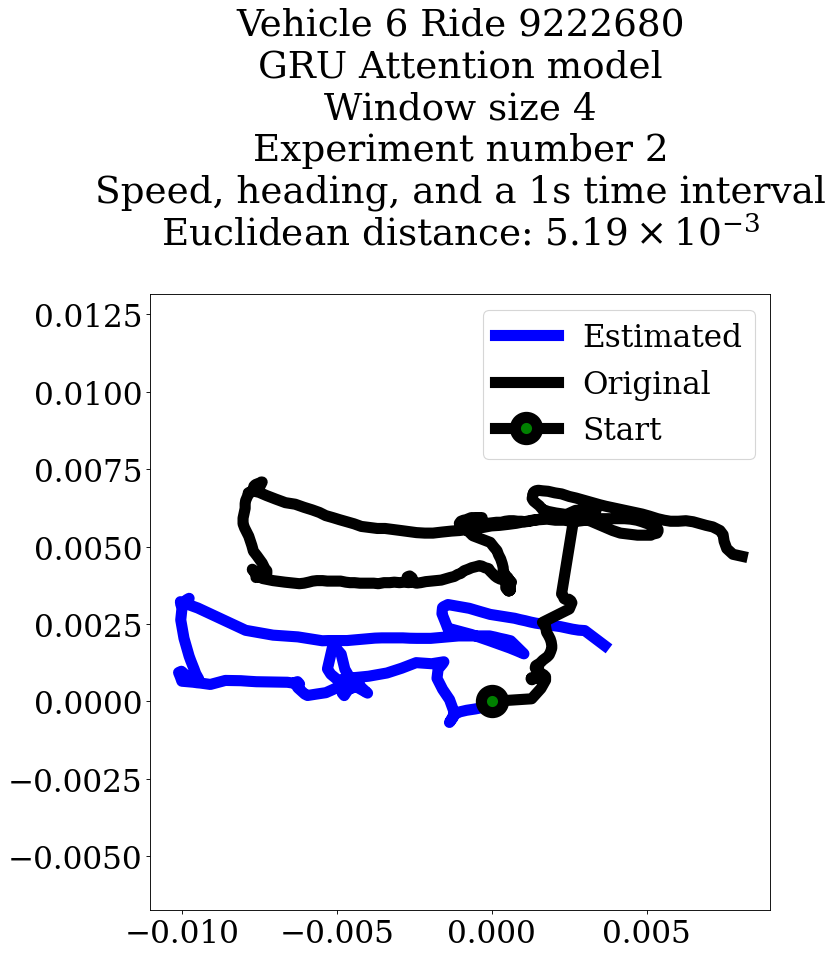 Vehicle 6 Ride 9222680
GRU Attention model
Window size 4
Experiment number 2
Speed, heading, and a 1s time interval
Euclidean distance: 5.19 × 10⁻³
Estimated
Original
Start
0.0125
0.0100
0.0075
0.0050
0.0025
0.0000
−0.0025
−0.0050
−0.010 −0.005 0.000 0.005